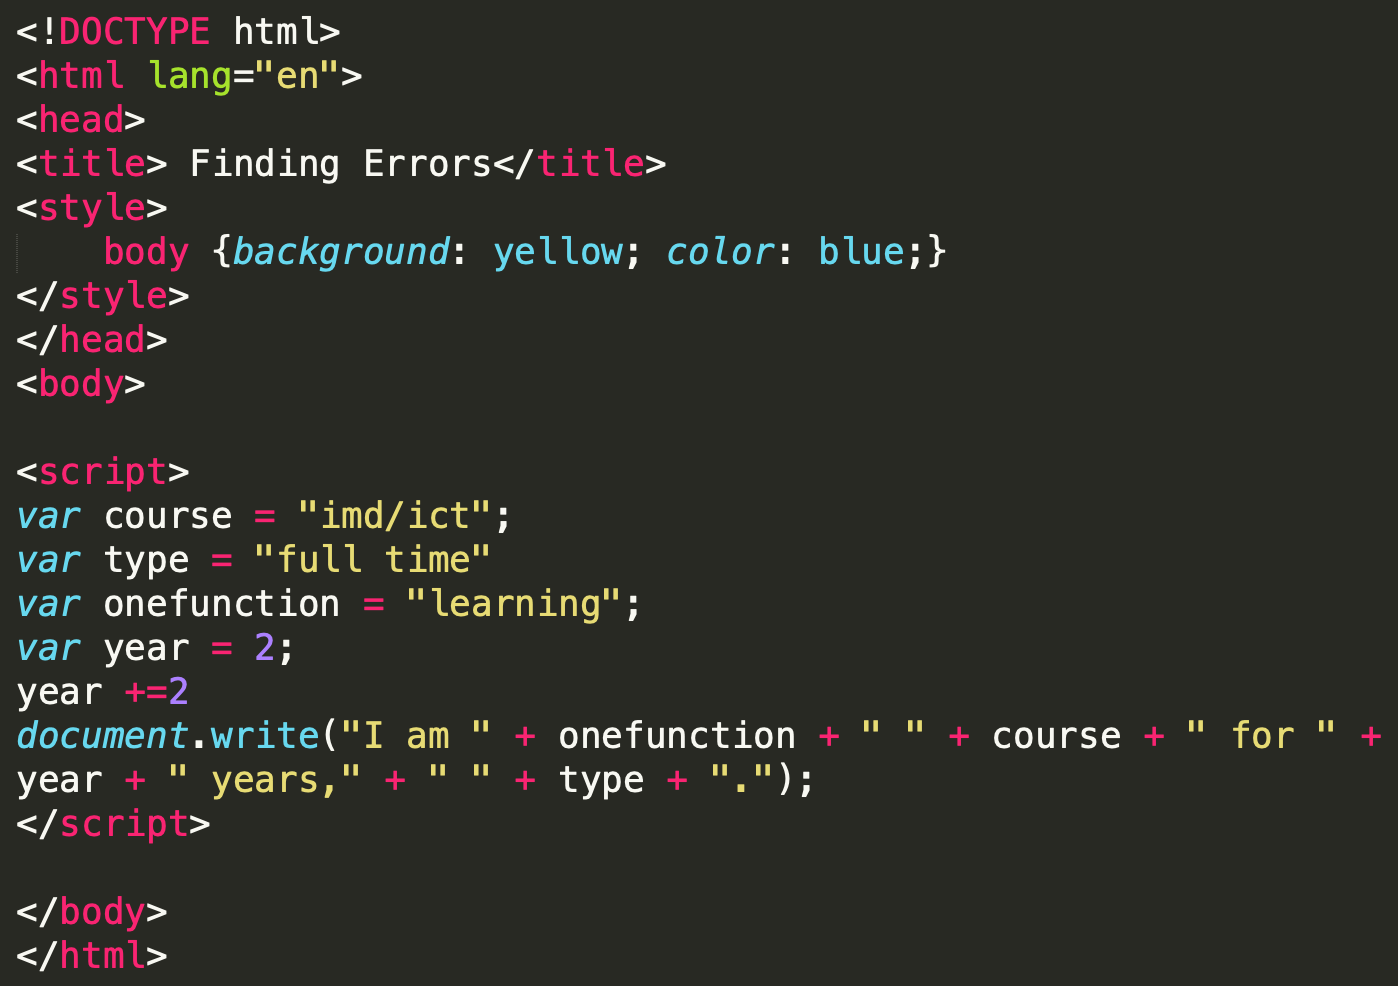 <!DOCTYPE html>
<html lang="en">
<head>
<title> Finding Errors</title>
<style>
    body {background: yellow; color: blue;}
</style>
</head>
<body>

<script>
var course = "imd/ict";
var type = "full time"
var onefunction = "learning";
var year = 2;
year +=2
document.write("I am " + onefunction + " " + course + " for " +
year + " years," + " " + type + ".");
</script>

</body>
</html>